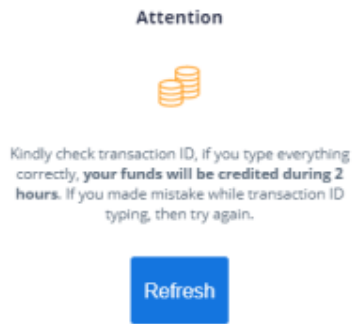 Attention
Kindly check transaction ID, if you type everything
correctly, your funds will be credited during 2
hours. If you made mistake while transaction ID
typing, then try again.
Refresh